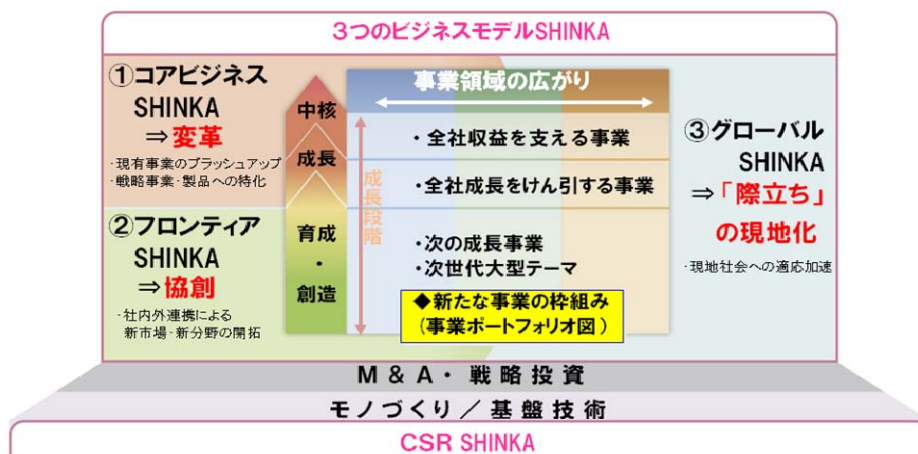 3つのビジネスモデルSHINKA
①コアビジネス
SHINKA
⇒変革
・現有事業のブラッシュアップ
・戦略事業・製品への特化
②フロンティア
SHINKA
⇒協創
・社内外連携による
新市場・新分野の開拓
中核
成長
育成
・
創造
成長段階
事業領域の広がり
・全社収益を支える事業
・全社成長をけん引する事業
・次の成長事業
・次世代大型テーマ
◆新たな事業の枠組み
(事業ポートフォリオ図)
③グローバル
SHINKA
⇒「際立ち」
の現地化
・現地社会への適応加速
M & A・ 戦略投資
モノづくり / 基盤技術
CSR SHINKA